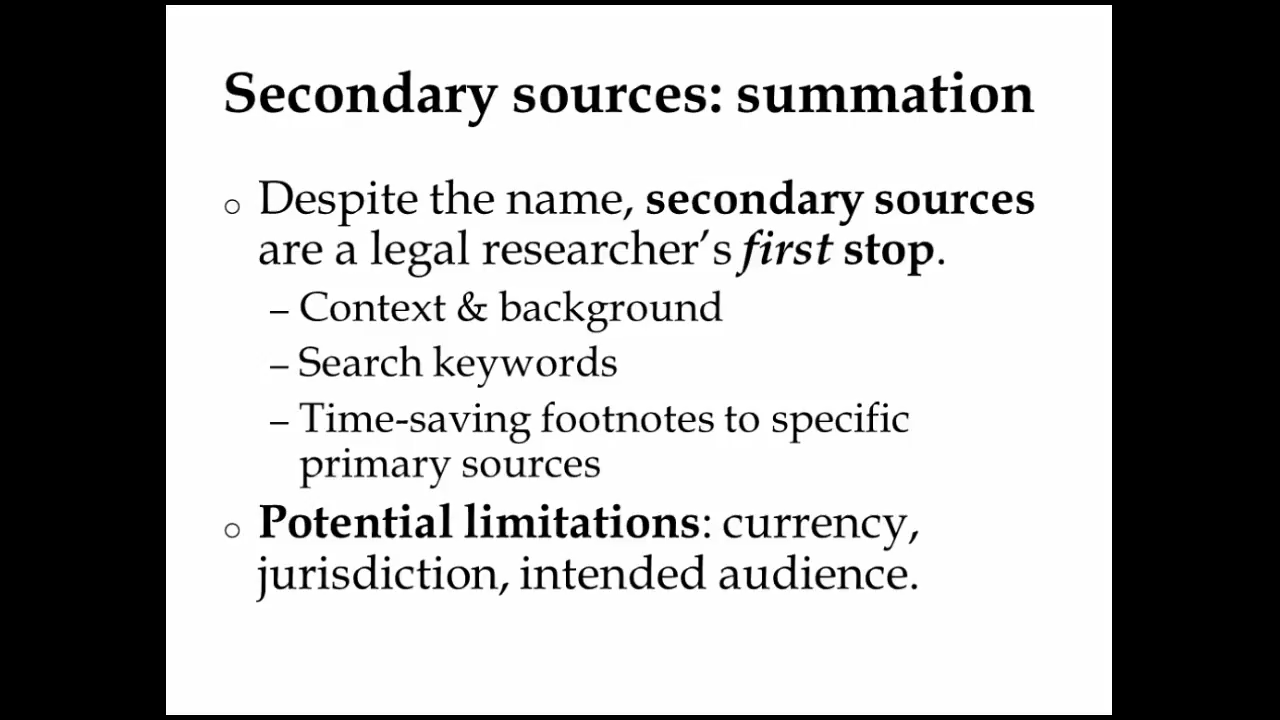 Secondary sources: summation
○ Despite the name, secondary sources
are a legal researcher’s first stop.
– Context & background
– Search keywords
– Time-saving footnotes to specific
primary sources
○ Potential limitations: currency,
jurisdiction, intended audience.